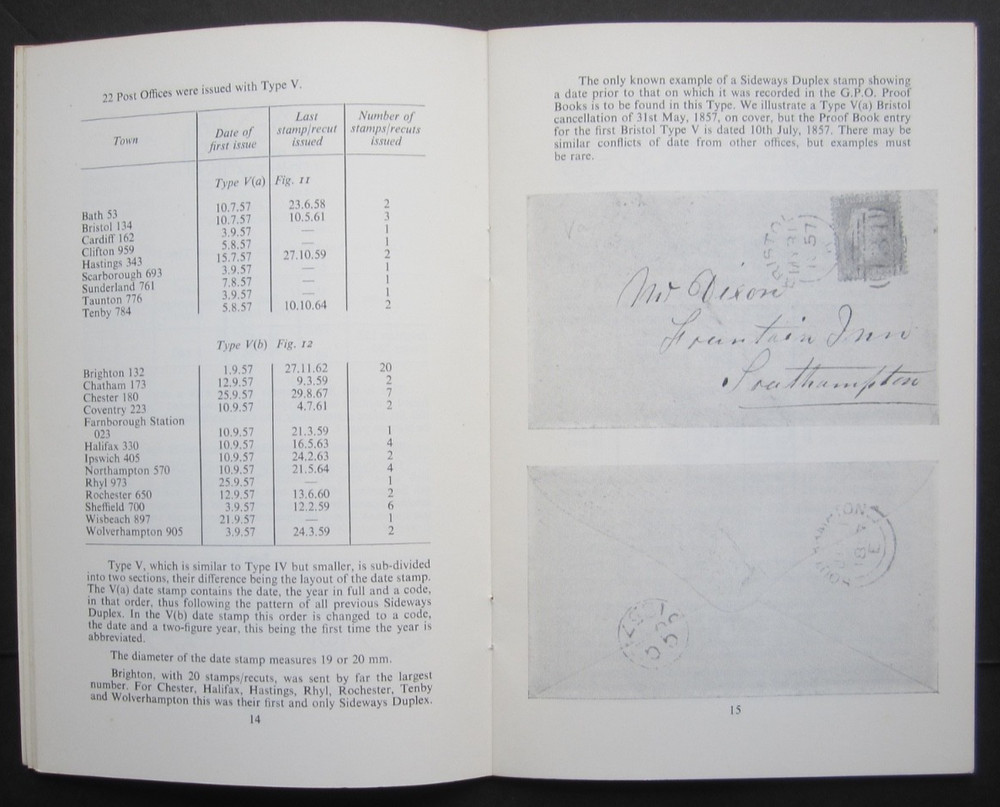 22 Post Offices were issued with Type V.
Town Date of first issue Last stamp/recut issued Number of stamps/recuts issued
Type V(a) Fig. 11
Bath 53 10.7.57 23.6.58 2
Bristol 134 10.7.57 10.5.61 3
Cardiff 162 3.9.57 — 1
Clifton 959 5.8.57 — 1
Hastings 343 15.7.57 27.10.59 2
Scarborough 693 3.9.57 — 1
Sunderland 761 7.8.57 — 1
Taunton 776 3.9.57 — 1
Tenby 784 5.8.57 10.10.64 2
Type V(b) Fig. 12
Brighton 132 1.9.57 27.11.62 20
Chatham 173 12.9.57 9.3.59 2
Chester 180 25.9.57 29.8.67 7
Coventry 223 10.9.57 4.7.61 2
Farnborough Station
023 10.9.57 21.3.59 1
Halifax 330 10.9.57 16.5.63 4
Ipswich 405 10.9.57 24.2.63 2
Northampton 570 10.9.57 21.5.64 4
Rhyl 973 25.9.57 — 1
Rochester 650 12.9.57 13.6.60 2
Sheffield 700 3.9.57 12.2.59 6
Wisbeach 897 21.9.57 — 1
Wolverhampton 905 3.9.57 24.3.59 2
Type V, which is similar to Type IV but smaller, is sub-divided
into two sections, their difference being the layout of the date stamp.
The V(a) date stamp contains the date, the year in full and a code,
in that order, thus following the pattern of all previous Sideways
Duplex. In the V(b) date stamp this order is changed to a code,
the date and a two-figure year, this being the first time the year is
abbreviated.
The diameter of the date stamp measures 19 or 20 mm.
Brighton, with 20 stamps/recuts, was sent by far the largest
number. For Chester, Halifax, Hastings, Rhyl, Rochester, Tenby
and Wolverhampton this was their first and only Sideways Duplex.
14
The only known example of a Sideways Duplex stamp showing
a date prior to that on which it was recorded in the G.P.O. Proof
Books is to be found in this Type. We illustrate a Type V(a) Bristol
cancellation of 31st May, 1857, on cover, but the Proof Book entry
for the first Bristol Type V is dated 10th July, 1857. There may be
similar conflicts of date from other offices, but examples must
be rare.
Mr Dixon
Fountain Inn
Southampton
15